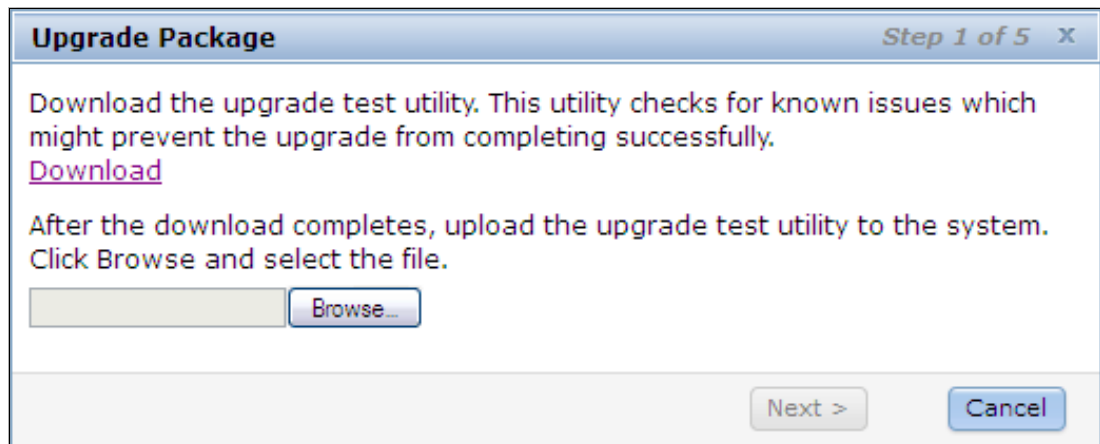 Upgrade Package Step 1 of 5 x
Download the upgrade test utility. This utility checks for known issues which
might prevent the upgrade from completing successfully.
Download
After the download completes, upload the upgrade test utility to the system.
Click Browse and select the file.
Browse...
Next > Cancel